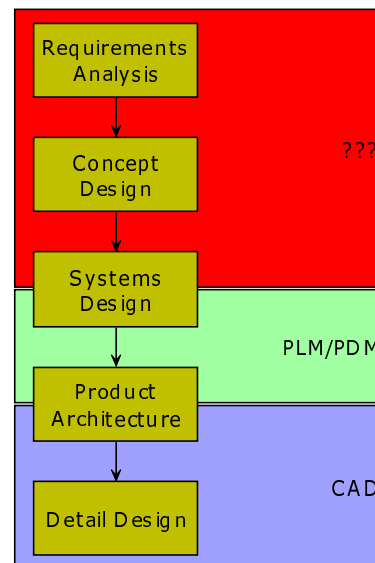 Requirements
Analysis
???
Concept
Design
Systems
Design
PLM/PDM
Product
Architecture
CAD
Detail Design